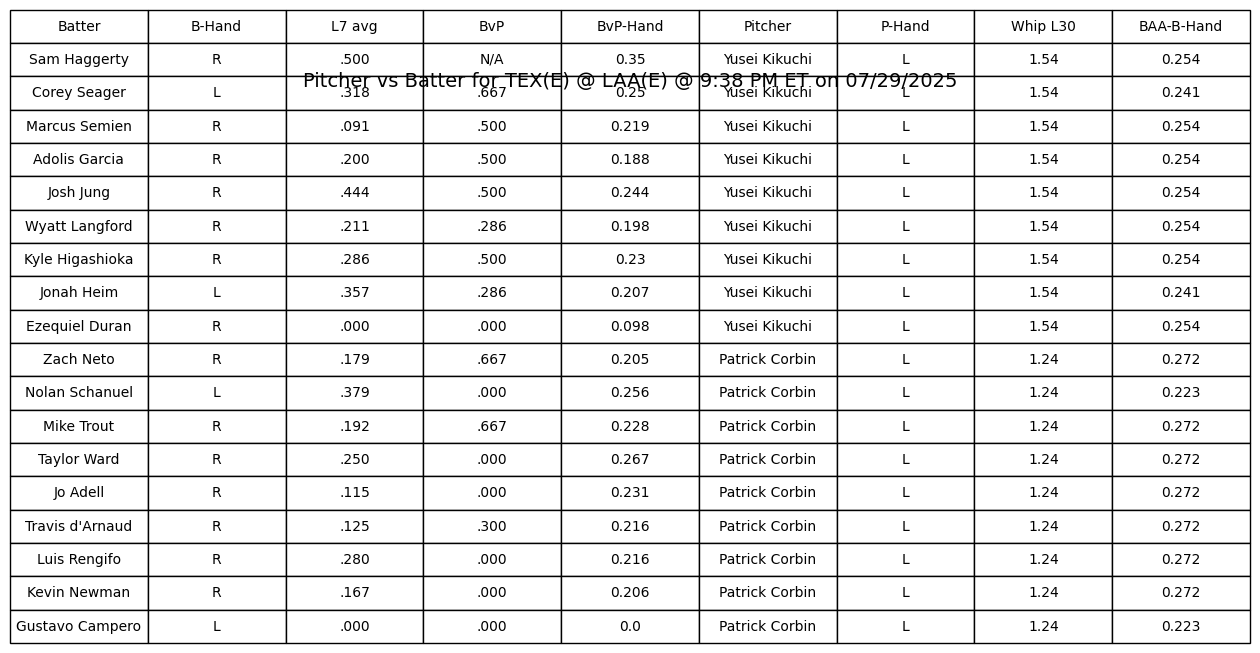 Batter B-Hand L7 avg BvP BvP-Hand Pitcher P-Hand Whip L30 BAA-B-Hand
Sam Haggerty R .500 N/A 0.35 Yusei Kikuchi L 1.54 0.254
Pitcher vs Batter for TEX(E) @ LAA(E) @ 9:38 PM ET on 07/29/2025
Corey Seager L .318 .667 0.25 Yusei Kikuchi L 1.54 0.241
Marcus Semien R .091 .500 0.219 Yusei Kikuchi L 1.54 0.254
Adolis Garcia R .200 .500 0.188 Yusei Kikuchi L 1.54 0.254
Josh Jung R .444 .500 0.244 Yusei Kikuchi L 1.54 0.254
Wyatt Langford R .211 .286 0.198 Yusei Kikuchi L 1.54 0.254
Kyle Higashioka R .286 .500 0.23 Yusei Kikuchi L 1.54 0.254
Jonah Heim L .357 .286 0.207 Yusei Kikuchi L 1.54 0.241
Ezequiel Duran R .000 .000 0.098 Yusei Kikuchi L 1.54 0.254
Zach Neto R .179 .667 0.205 Patrick Corbin L 1.24 0.272
Nolan Schanuel L .379 .000 0.256 Patrick Corbin L 1.24 0.223
Mike Trout R .192 .667 0.228 Patrick Corbin L 1.24 0.272
Taylor Ward R .250 .000 0.267 Patrick Corbin L 1.24 0.272
Jo Adell R .115 .000 0.231 Patrick Corbin L 1.24 0.272
Travis d'Arnaud R .125 .300 0.216 Patrick Corbin L 1.24 0.272
Luis Rengifo R .280 .000 0.216 Patrick Corbin L 1.24 0.272
Kevin Newman R .167 .000 0.206 Patrick Corbin L 1.24 0.272
Gustavo Campero L .000 .000 0.0 Patrick Corbin L 1.24 0.223